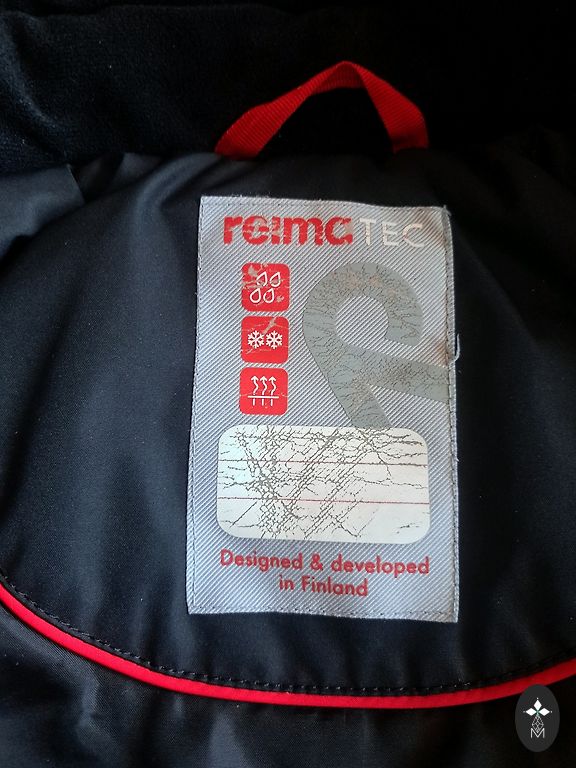 reima TEC
Designed & developed
in Finland